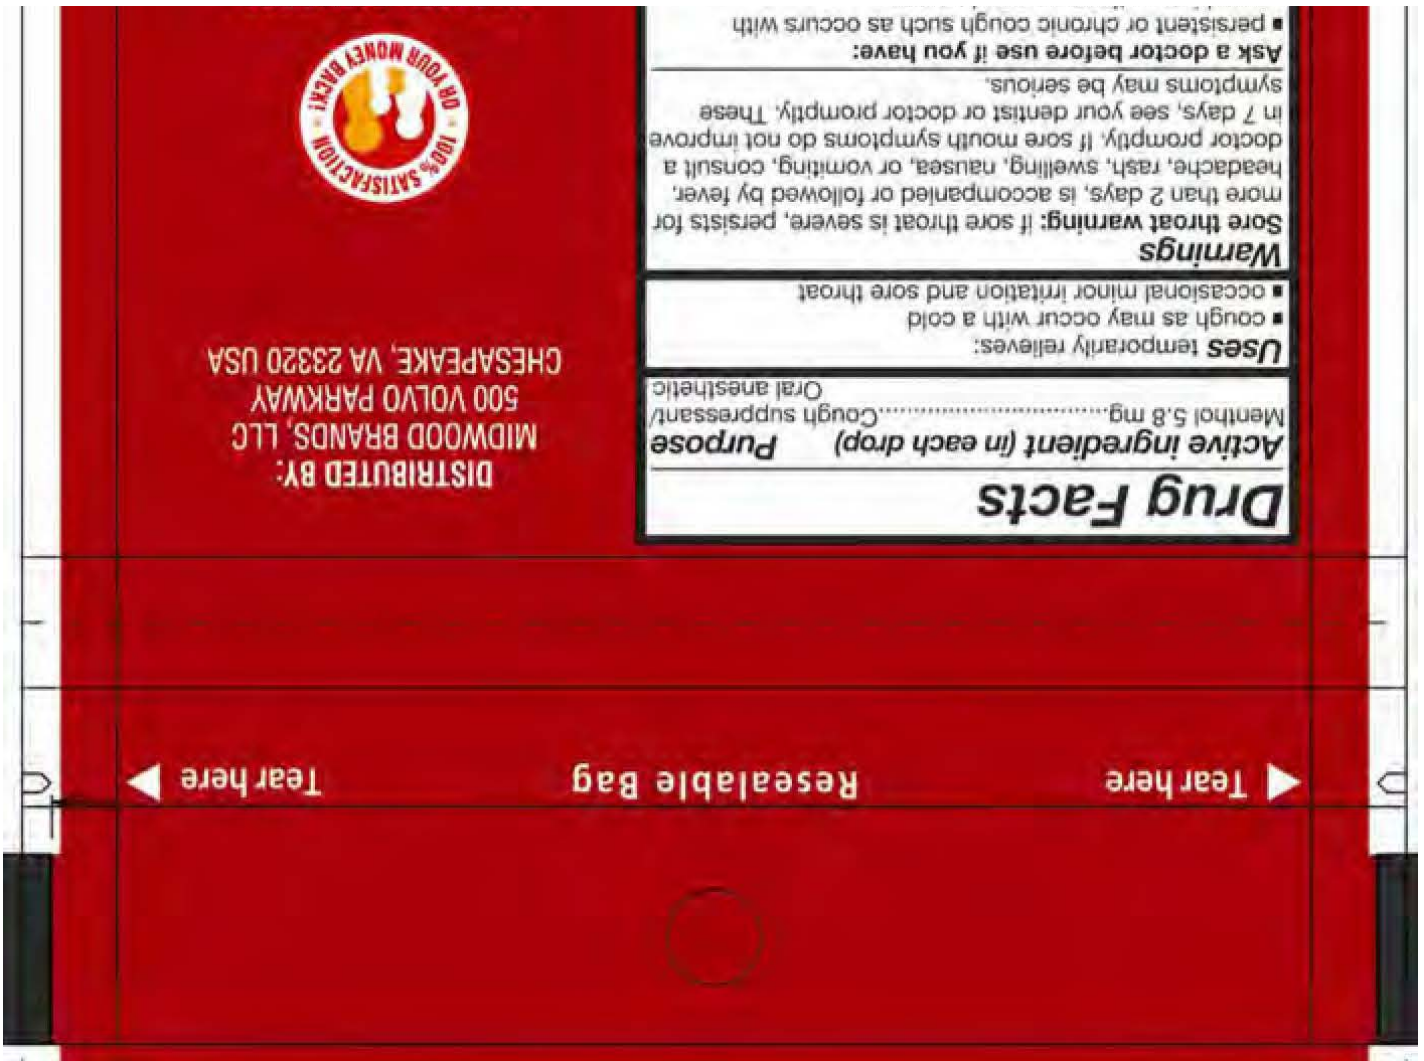 Tear here
Resealable Bag
Tear here
Drug Facts
Active ingredient (in each drop) Purpose
Menthol 5.8 mg................................Cough suppressant/
Oral anesthetic
Uses temporarily relieves:
▪ cough as may occur with a cold
▪ occasional minor irritation and sore throat
Warnings
Sore throat warning: if sore throat is severe, persists for
more than 2 days, is accompanied or followed by fever,
headache, rash, swelling, nausea, or vomiting, consult a
doctor promptly. If sore mouth symptoms do not improve
in 7 days, see your dentist or doctor promptly. These
symptoms may be serious.
Ask a doctor before use if you have:
▪ persistent or chronic cough such as occurs with
DISTRIBUTED BY:
MIDWOOD BRANDS, LLC
500 VOLVO PARKWAY
CHESAPEAKE, VA 23320 USA
100% SATISFACTION
OR YOUR MONEY BACK!